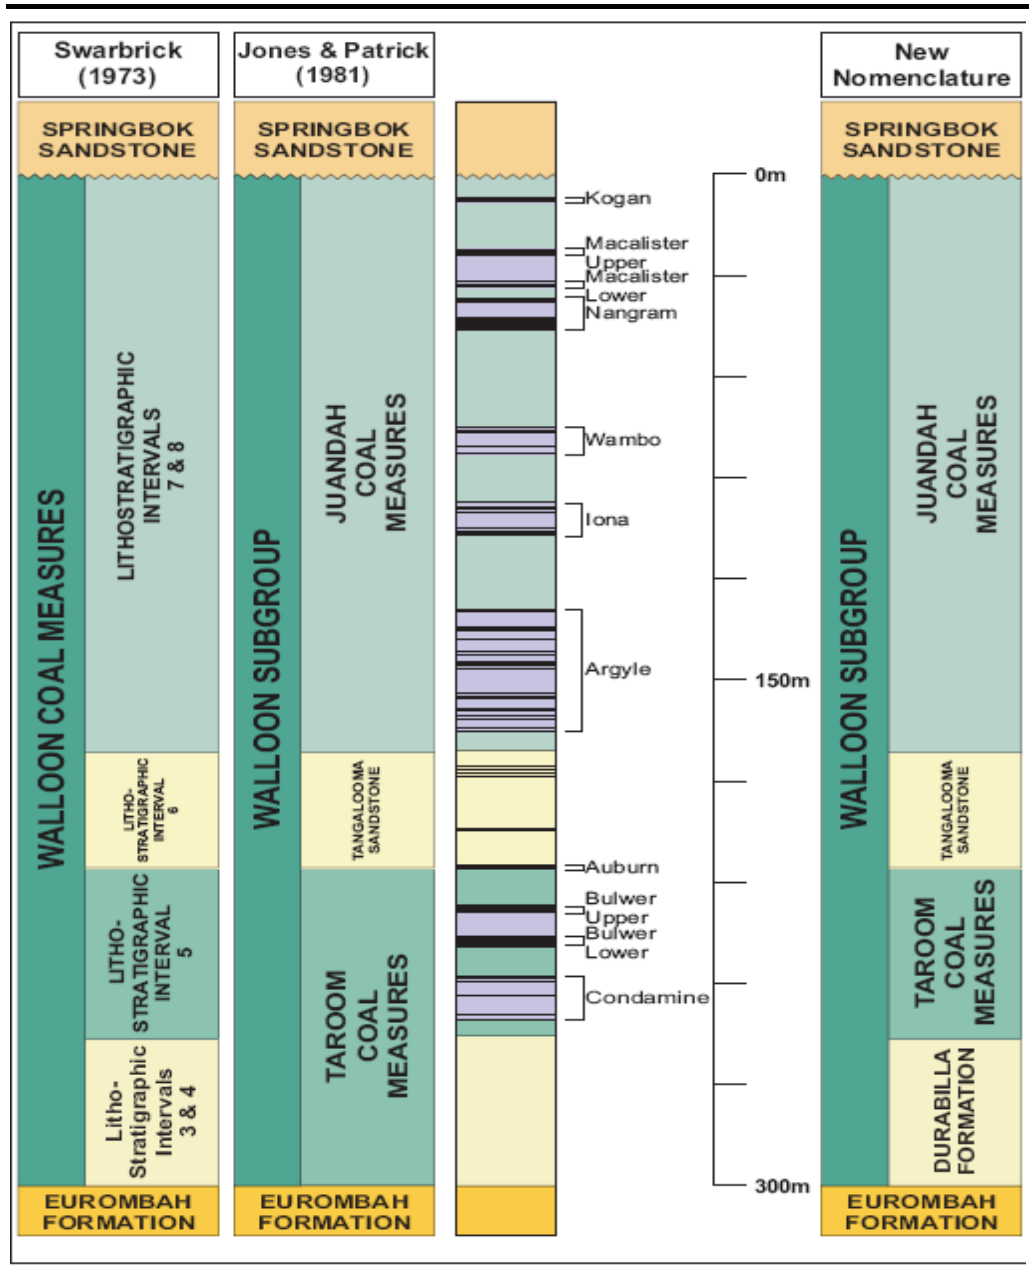 Swarbrick
(1973)
SPRINGBOK
SANDSTONE
WALLOON COAL MEASURES
LITHOSTRATIGRAPHIC
INTERVALS
7 & 8
LITHO-
STRATIGRAPHIC
INTERVAL
6
LITHO-
STRATIGRAPHIC
INTERVAL
5
Litho-
Stratigraphic
Intervals
3 & 4
EUROMBAH
FORMATION
Jones & Patrick
(1981)
SPRINGBOK
SANDSTONE
WALLOON SUBGROUP
JUANDAH
COAL
MEASURES
TANGALOOMA
SANDSTONE
TAROOM
COAL
MEASURES
EUROMBAH
FORMATION
Kogan
Macalister
Upper
Macalister
Lower
Nangram
Wambo
Iona
Argyle
Auburn
Bulwer
Upper
Bulwer
Lower
Condamine
0m
150m
300m
New
Nomenclature
SPRINGBOK
SANDSTONE
WALLOON SUBGROUP
JUANDAH
COAL
MEASURES
TANGALOOMA
SANDSTONE
TAROOM
COAL
MEASURES
DURABILLA
FORMATION
EUROMBAH
FORMATION